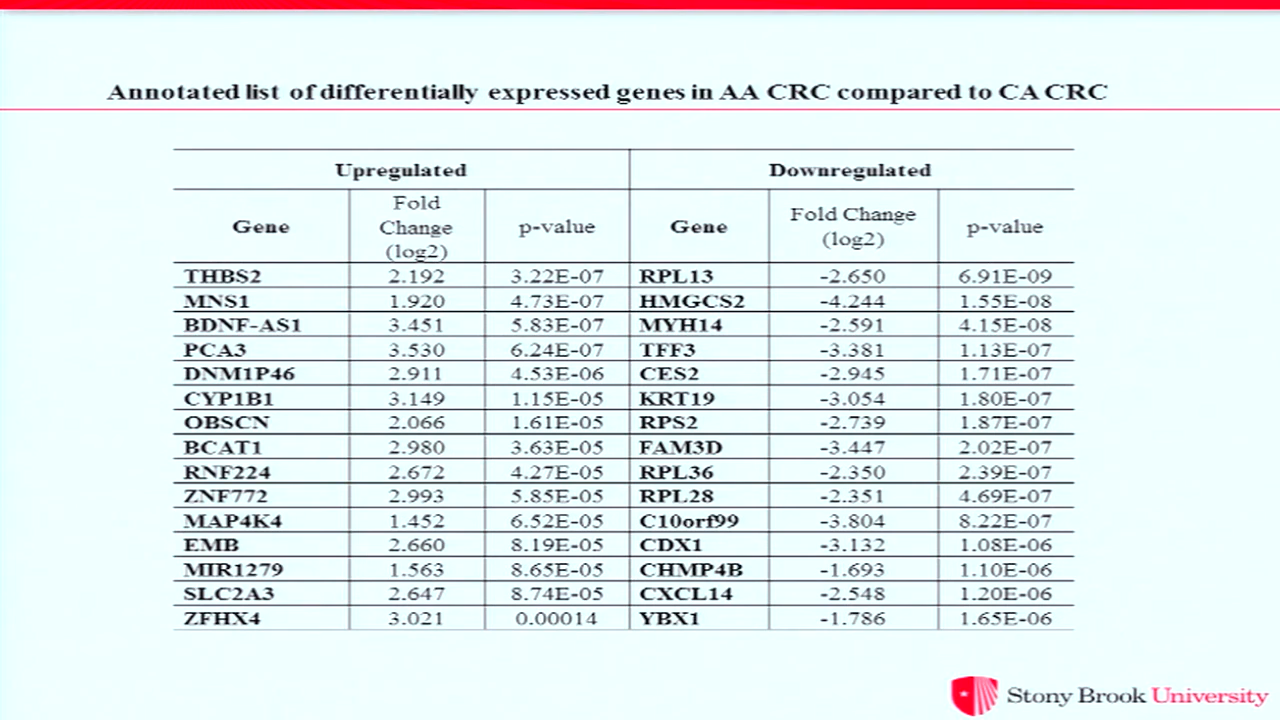 Annotated list of differentially expressed genes in AA CRC compared to CA CRC
Upregulated Downregulated
Gene Fold Change (log2) p-value Gene Fold Change (log2) p-value
THBS2 2.192 3.22E-07 RPL13 -2.650 6.91E-09
MNS1 1.920 4.73E-07 HMGCS2 -4.244 1.55E-08
BDNF-AS1 3.451 5.83E-07 MYH14 -2.591 4.15E-08
PCA3 3.530 6.24E-07 TFF3 -3.381 1.13E-07
DNM1P46 2.911 4.53E-06 CES2 -2.945 1.71E-07
CYP1B1 3.149 1.15E-05 KRT19 -3.054 1.80E-07
OBSCN 2.066 1.61E-05 RPS2 -2.739 1.87E-07
BCAT1 2.980 3.63E-05 FAM3D -3.447 2.02E-07
RNF224 2.672 4.27E-05 RPL36 -2.350 2.39E-07
ZNF772 2.993 5.85E-05 RPL28 -2.351 4.69E-07
MAP4K4 1.452 6.52E-05 C10orf99 -3.804 8.22E-07
EMB 2.660 8.19E-05 CDX1 -3.132 1.08E-06
MIR1279 1.563 8.65E-05 CHMP4B -1.693 1.10E-06
SLC2A3 2.647 8.74E-05 CXCL14 -2.548 1.20E-06
ZFHX4 3.021 0.00014 YBX1 -1.786 1.65E-06
Stony Brook University